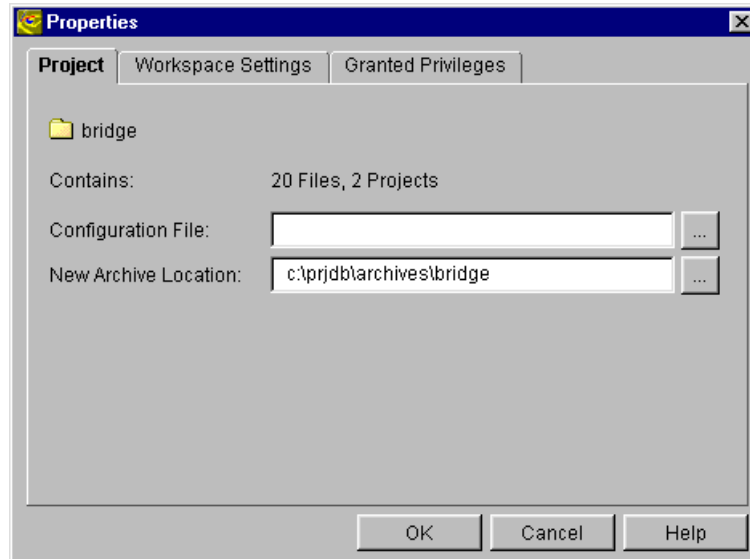 Properties
Project Workspace Settings Granted Privileges
bridge
Contains: 20 Files, 2 Projects
Configuration File: ...
New Archive Location: c:\prjdb\archives\bridge ...
OK Cancel Help